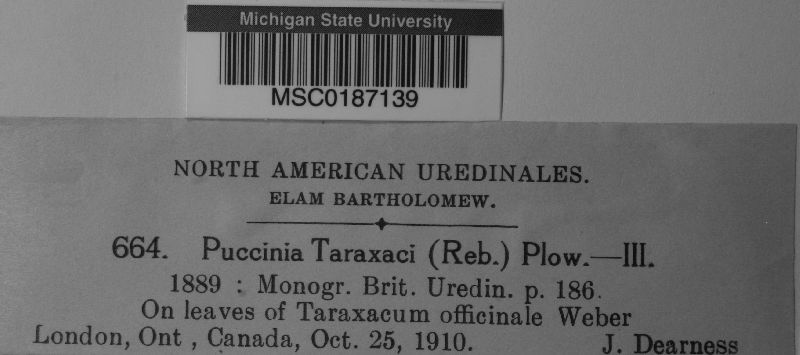 Michigan State University
MSC0187139
NORTH AMERICAN UREDINALES.
ELAM BARTHOLOMEW.
664. Puccinia Taraxaci (Reb.) Plow.—III.
1889 : Monogr. Brit. Uredin. p. 186.
On leaves of Taraxacum officinale Weber
London, Ont , Canada, Oct. 25, 1910. J. Dearness